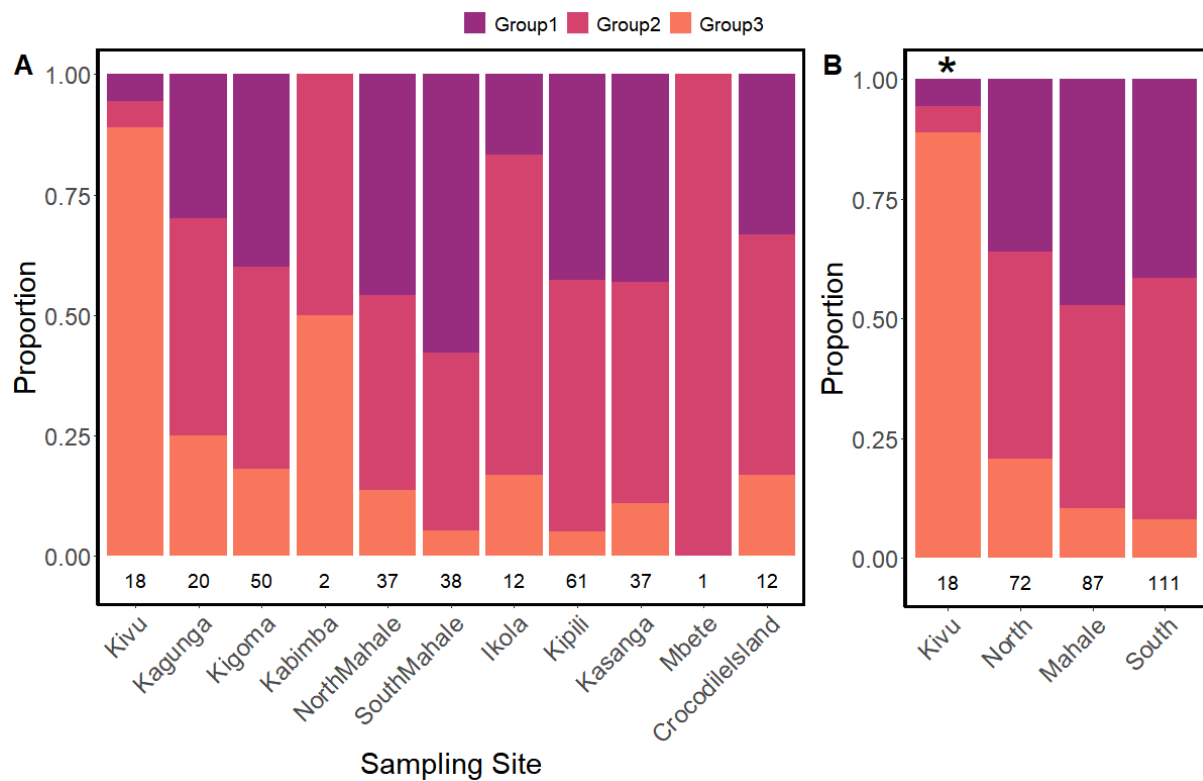 Group1 Group2 Group3
A
Proportion
1.00
0.75
0.50
0.25
0.00
18 20 50 2 37 38 12 61 37 1 12
Kivu Kagunga Kigoma Kabimba NorthMahale SouthMahale Ikola Kipili Kasanga Mbete CrocodileIsland
Sampling Site
B
*
Proportion
1.00
0.75
0.50
0.25
0.00
18 72 87 111
Kivu North Mahale South